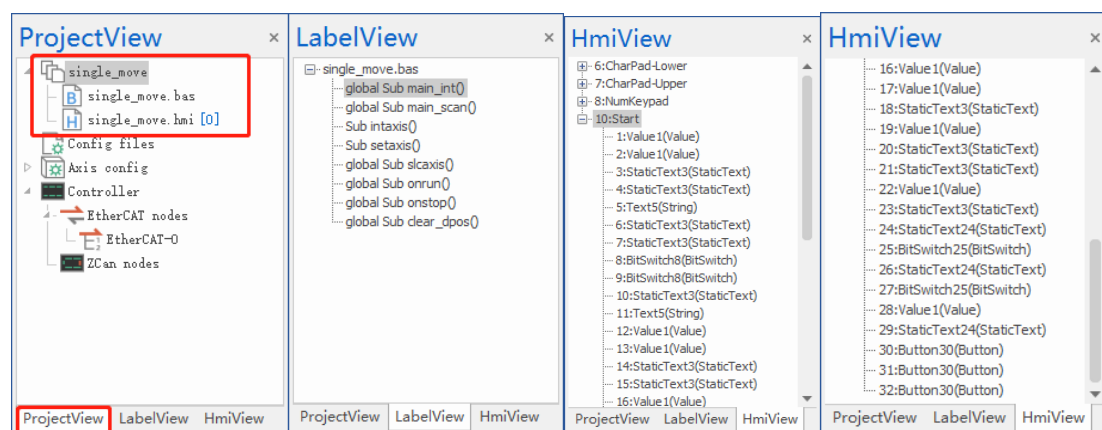 ProjectView ×
single_move
B single_move.bas
H single_move.hmi [0]
Config files
Axis config
Controller
EtherCAT nodes
EtherCAT-0
ZCan nodes
ProjectView LabelView HmiView
LabelView ×
single_move.bas
global Sub main_int()
global Sub main_scan()
Sub intaxis()
Sub setaxis()
global Sub slcaxis()
global Sub onrun()
global Sub onstop()
global Sub clear_dpos()
ProjectView LabelView HmiView
HmiView ×
6:CharPad-Lower
7:CharPad-Upper
8:NumKeypad
10:Start
1:Value1(Value)
2:Value1(Value)
3:StaticText3(StaticText)
4:StaticText3(StaticText)
5:Text5(String)
6:StaticText3(StaticText)
7:StaticText3(StaticText)
8:BitSwitch8(BitSwitch)
9:BitSwitch8(BitSwitch)
10:StaticText3(StaticText)
11:Text5(String)
12:Value1(Value)
13:Value1(Value)
14:StaticText3(StaticText)
15:StaticText3(StaticText)
16:Value1(Value)
ProjectView LabelView HmiView
HmiView ×
16:Value1(Value)
17:Value1(Value)
18:StaticText3(StaticText)
19:Value1(Value)
20:StaticText3(StaticText)
21:StaticText3(StaticText)
22:Value1(Value)
23:StaticText3(StaticText)
24:StaticText24(StaticText)
25:BitSwitch25(BitSwitch)
26:StaticText24(StaticText)
27:BitSwitch25(BitSwitch)
28:Value1(Value)
29:StaticText24(StaticText)
30:Button30(Button)
31:Button30(Button)
32:Button30(Button)
ProjectView LabelView HmiView